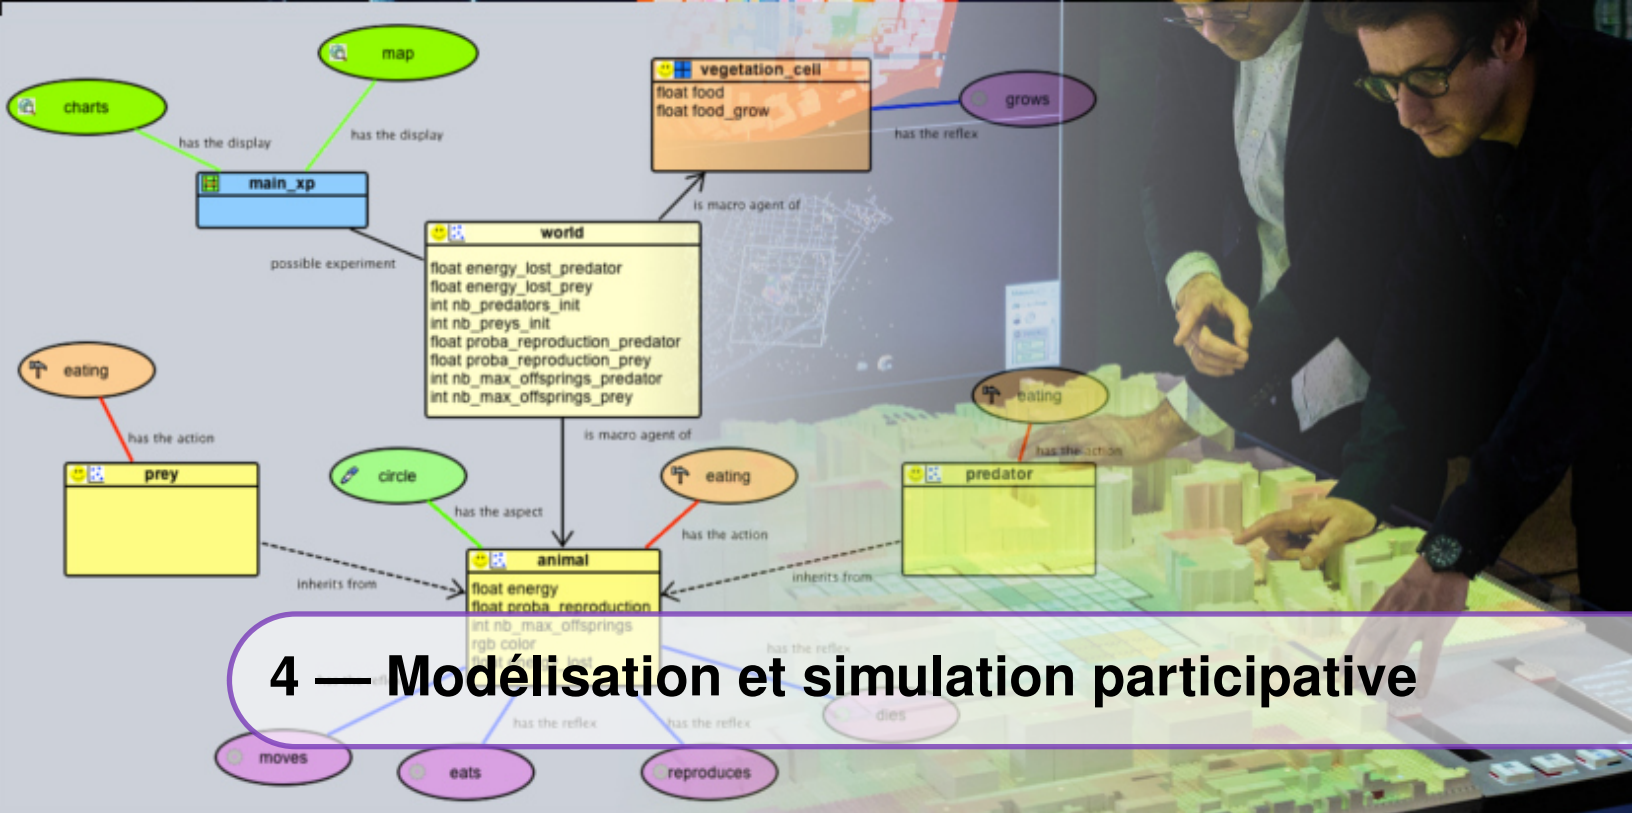 map
charts
has the display
has the display
main_xp
possible experiment
vegetation_cell
float food
float food_grow
grows
has the reflex
is macro agent of
world
float energy_lost_predator
float energy_lost_prey
int nb_predators_init
int nb_preys_init
float proba_reproduction_predator
float proba_reproduction_prey
int nb_max_offsprings_predator
int nb_max_offsprings_prey
is macro agent of
eating
has the action
prey
inherits from
circle
has the aspect
eating
has the action
eating
has the action
predator
inherits from
animal
float energy
float proba_reproduction
int nb_max_offsprings
rgb color
has the reflex
4 — Modélisation et simulation participative
has the reflex
has the reflex
dies
moves
eats
reproduces